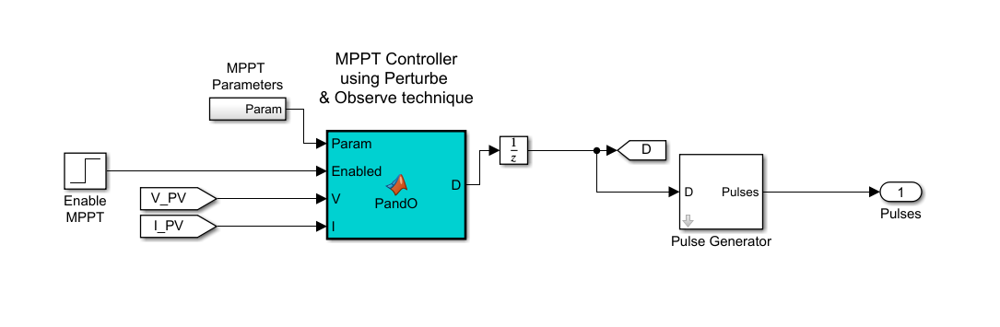 MPPT Controller
using Perturbe
& Observe technique
MPPT
Parameters
Param
Param
Enabled
V
I
D
PandO
Enable
MPPT
V_PV
I_PV
1
z
D
D
Pulses
Pulse Generator
1
Pulses